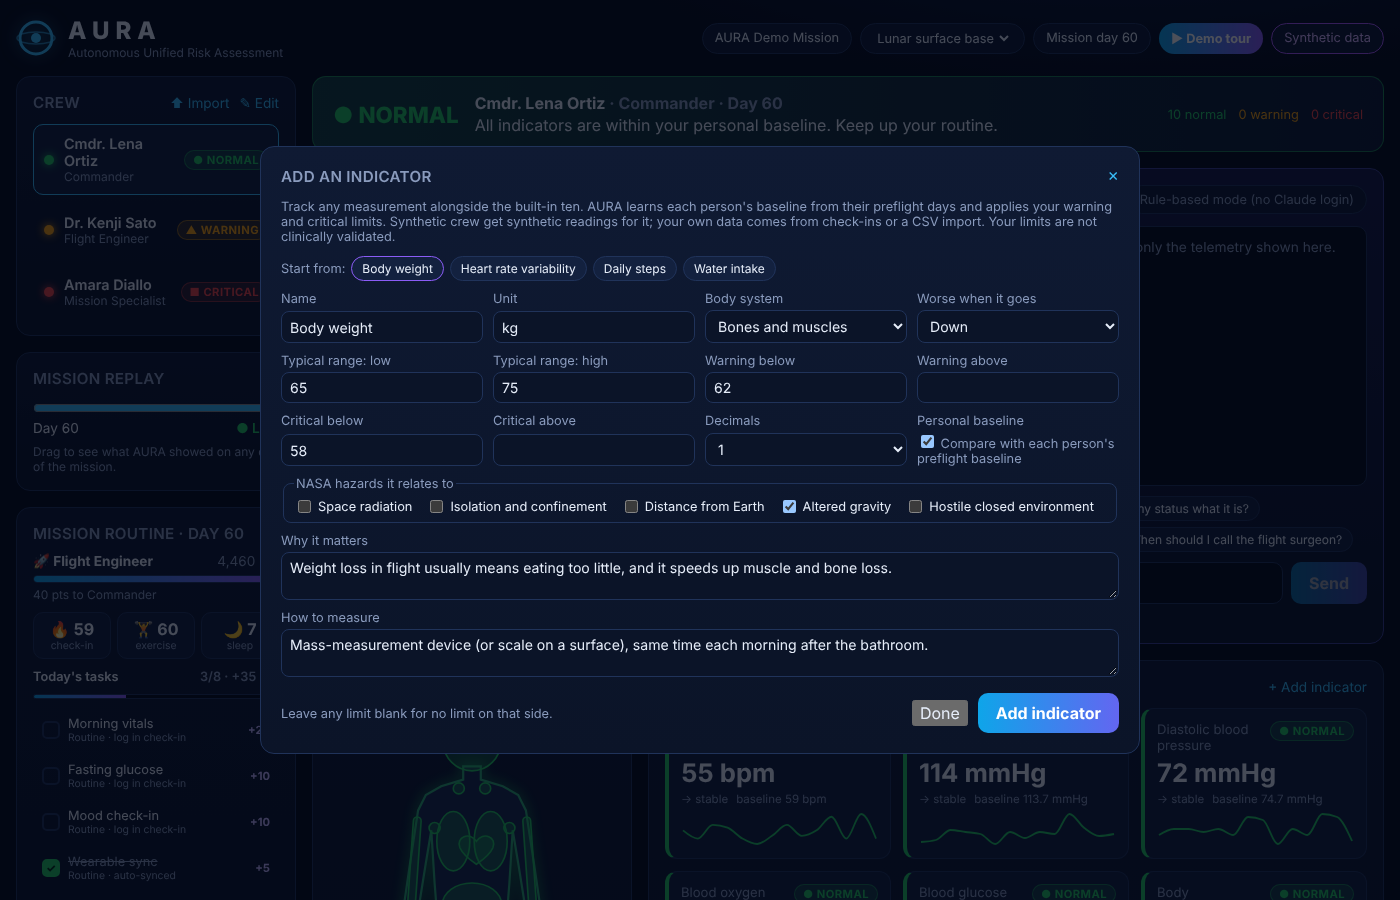 AURA
Autonomous Unified Risk Assessment
AURA Demo Mission
Lunar surface base
Mission day 60
▶ Demo tour
Synthetic data
CREW
⬆ Import
✎ Edit
Cmdr. Lena
Ortiz
Commander
● NORMAL
Dr. Kenji Sato
Flight Engineer
▲ WARNING
Amara Diallo
Mission Specialist
■ CRITICAL
● NORMAL
Cmdr. Lena Ortiz · Commander · Day 60
All indicators are within your personal baseline. Keep up your routine.
10 normal
0 warning
0 critical
MISSION REPLAY
Day 60
Drag to see what AURA showed on any
of the mission.
MISSION ROUTINE · DAY 60
🚀 Flight Engineer
4,460
40 pts to Commander
🔥 59
check-in
🏋 60
exercise
🌙 7
sleep
Today's tasks
3/8 · +35
Morning vitals
Routine · log in check-in
Fasting glucose
Routine · log in check-in
+10
Mood check-in
Routine · log in check-in
+10
Wearable sync
Routine · auto-synced
+5
ADD AN INDICATOR
×
Track any measurement alongside the built-in ten. AURA learns each person's baseline from their preflight days and applies your warning
and critical limits. Synthetic crew get synthetic readings for it; your own data comes from check-ins or a CSV import. Your limits are not
clinically validated.
Start from:
Body weight
Heart rate variability
Daily steps
Water intake
Name
Unit
Body system
Worse when it goes
Body weight
kg
Bones and muscles
Down
Typical range: low
Typical range: high
Warning below
Warning above
65
75
62
Critical below
Critical above
Decimals
Personal baseline
58
1
Compare with each person's
preflight baseline
NASA hazards it relates to
Space radiation
Isolation and confinement
Distance from Earth
Altered gravity
Hostile closed environment
Why it matters
Weight loss in flight usually means eating too little, and it speeds up muscle and bone loss.
How to measure
Mass-measurement device (or scale on a surface), same time each morning after the bathroom.
Leave any limit blank for no limit on that side.
Done
Add indicator
Rule-based mode (no Claude login)
only the telemetry shown here.
my status what it is?
When should I call the flight surgeon?
Send
+ Add indicator
55 bpm
→ stable baseline 59 bpm
114 mmHg
→ stable baseline 113.7 mmHg
Diastolic blood
pressure
● NORMAL
72 mmHg
→ stable baseline 74.7 mmHg
Blood oxygen
● NORMAL
Blood glucose
● NORMAL
Body
● NORMAL